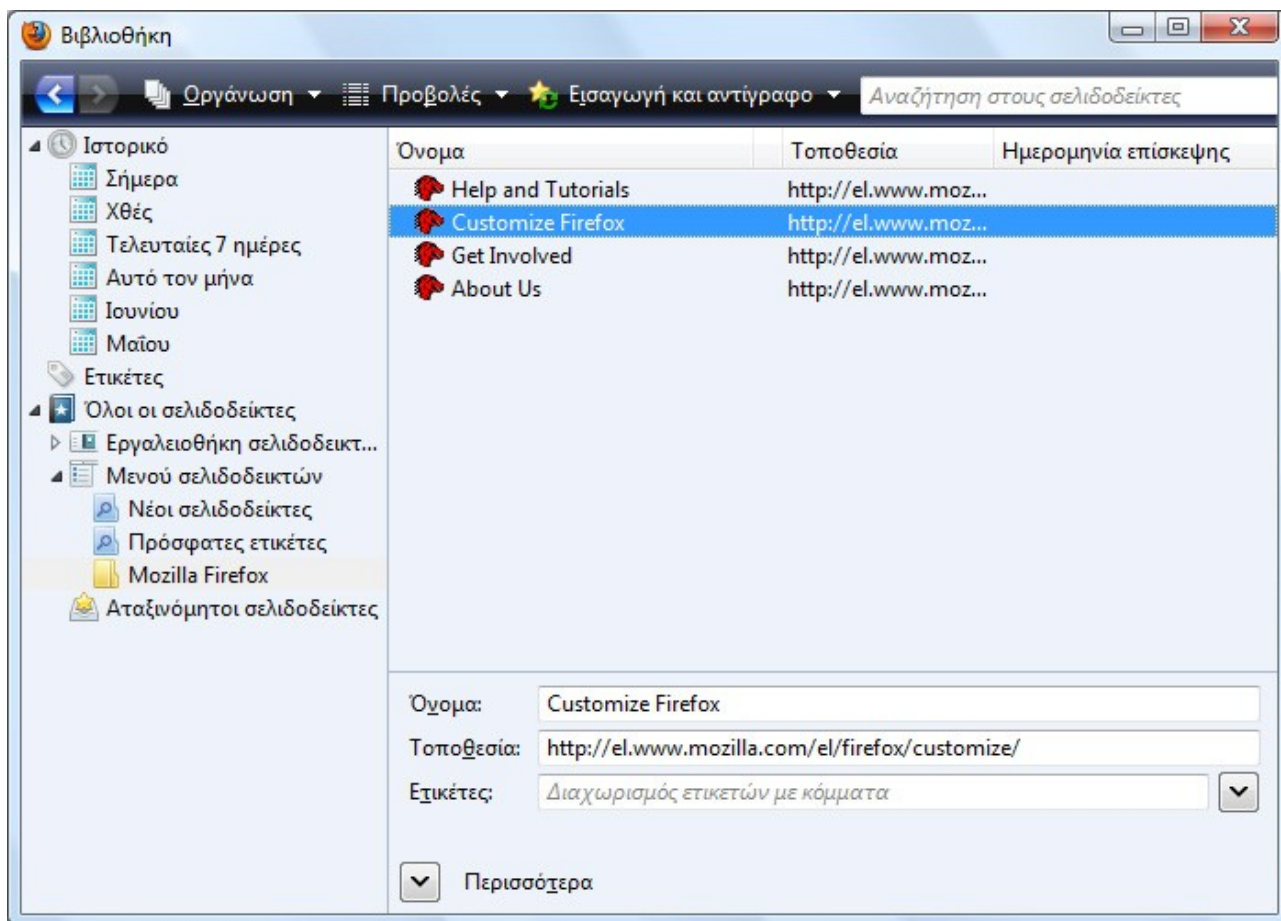 Βιβλιοθήκη
Οργάνωση Προβολές Εισαγωγή και αντίγραφο Αναζήτηση στους σελιδοδείκτες
Ιστορικό
Σήμερα
Χθές
Τελευταίες 7 ημέρες
Αυτό τον μήνα
Ιουνίου
Μαΐου
Ετικέτες
Όλοι οι σελιδοδείκτες
Εργαλειοθήκη σελιδοδεικτ...
Μενού σελιδοδεικτών
Νέοι σελιδοδείκτες
Πρόσφατες ετικέτες
Mozilla Firefox
Αταξινόμητοι σελιδοδείκτες
Όνομα Τοποθεσία Ημερομηνία επίσκεψης
Help and Tutorials http://el.www.moz...
Customize Firefox http://el.www.moz...
Get Involved http://el.www.moz...
About Us http://el.www.moz...
Όνομα: Customize Firefox
Τοποθεσία: http://el.www.mozilla.com/el/firefox/customize/
Ετικέτες: Διαχωρισμός ετικετών με κόμματα
Περισσότερα